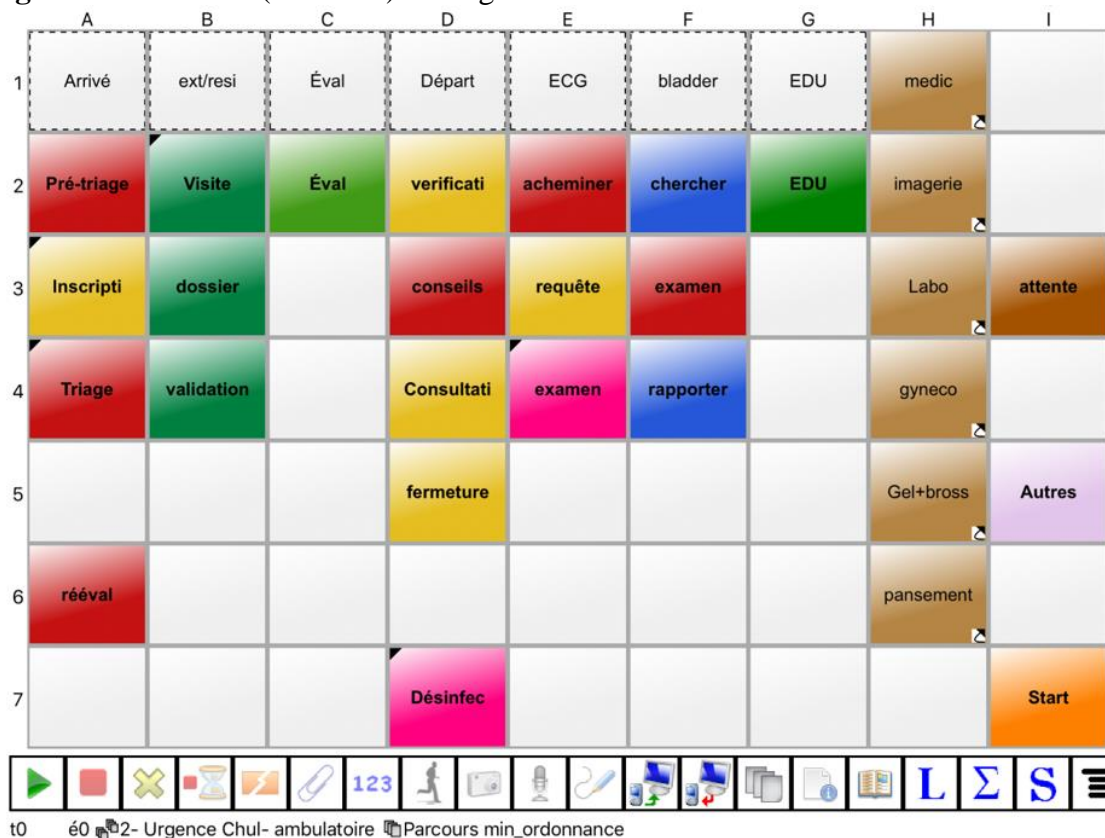 A B C D E F G H I
1 Arrivé ext/resi Éval Départ ECG bladder EDU medic
2 Pré-triage Visite Éval verificati acheminer chercher EDU imagerie
3 Inscripti dossier conseils requête examen Labo attente
4 Triage validation Consultati examen rapporter gyneco
5 fermeture Gel+bross Autres
6 rééval pansement
7 Désinfec Start
123 L Σ S
t0 é0 2- Urgence Chul- ambulatoire Parcours min_ordonnance